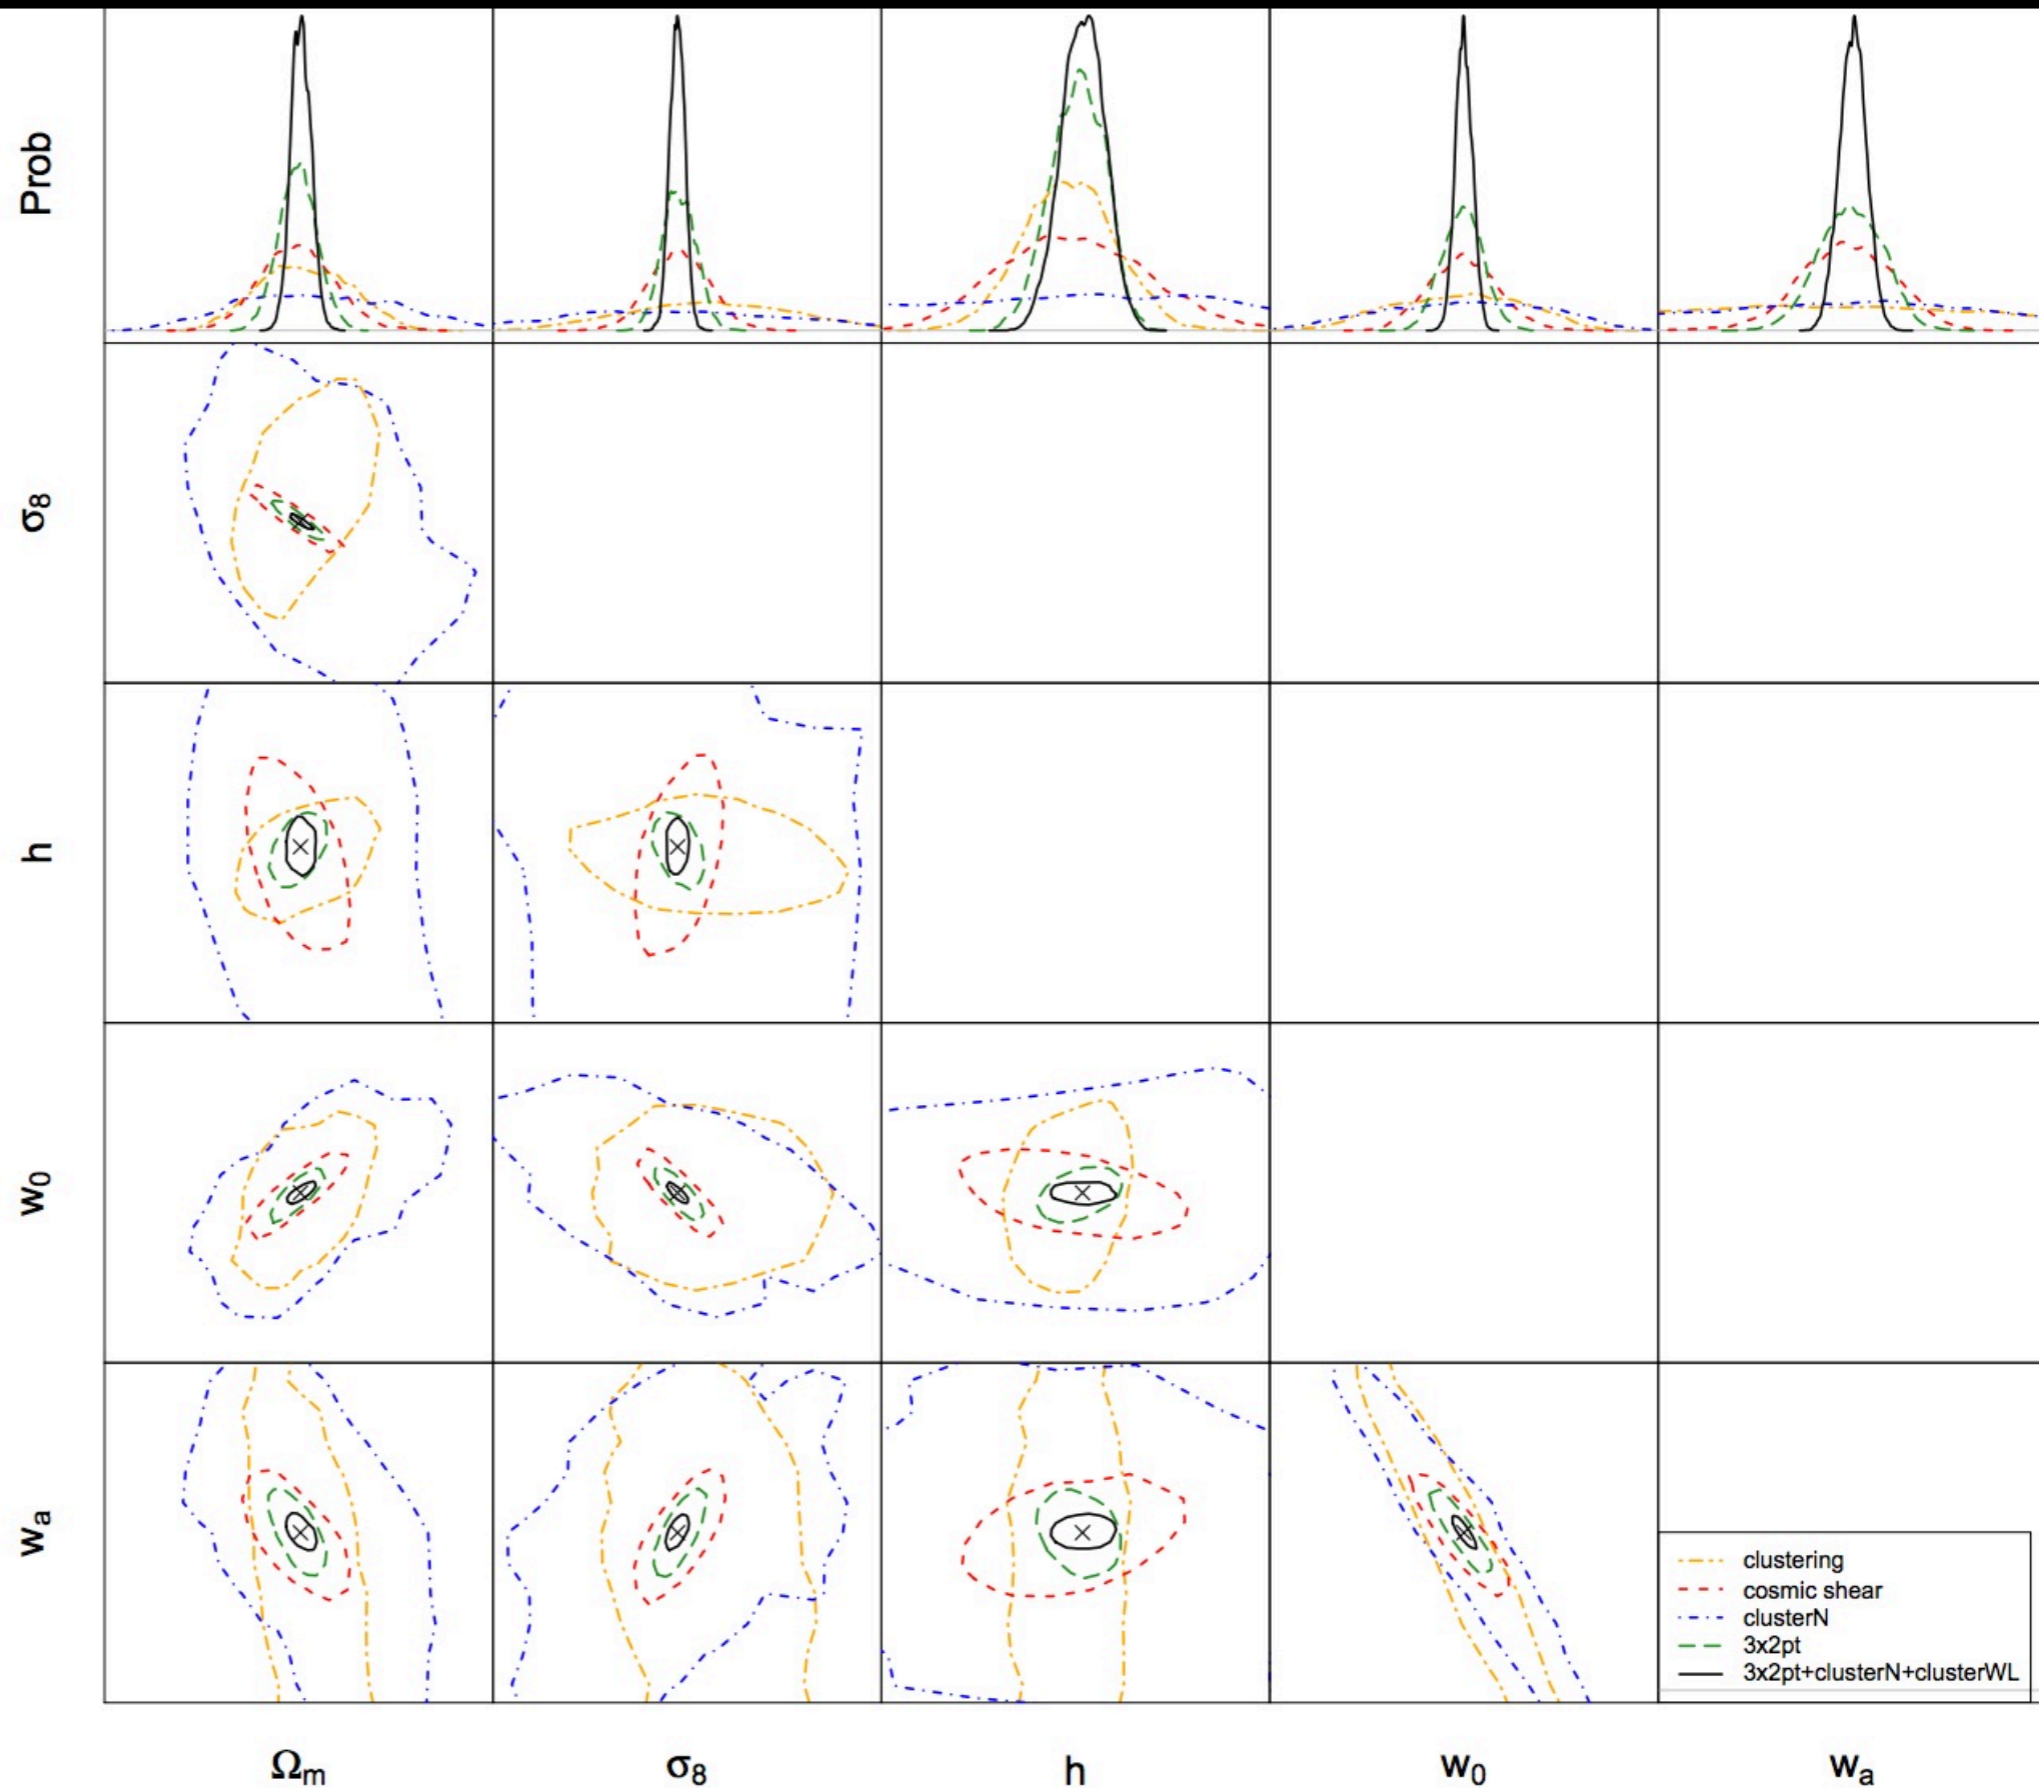 Prob
σ8
h
w0
wa
clustering
cosmic shear
clusterN
3x2pt
3x2pt+clusterN+clusterWL
Ωm
σ8
h
w0
wa